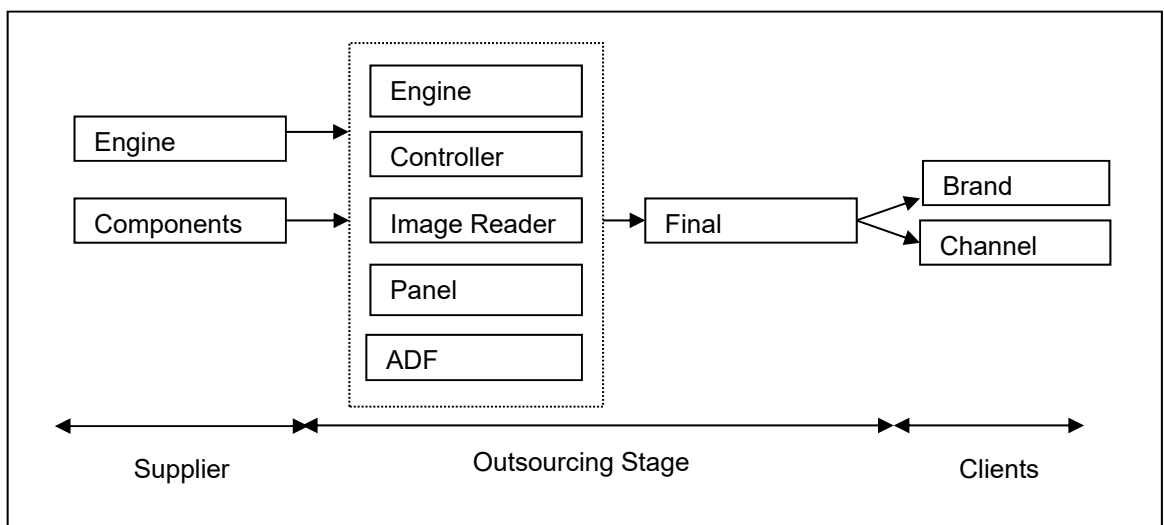 Engine
Components
Engine
Controller
Image Reader
Panel
ADF
Final
Brand
Channel
Supplier
Outsourcing Stage
Clients